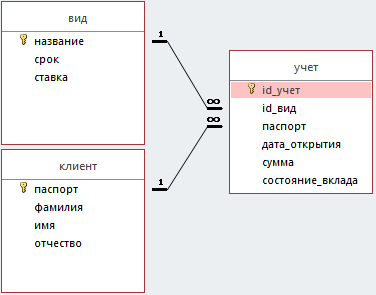 вид
название
срок
ставка
1
учет
id_учет
id_вид
паспорт
дата_открытия
сумма
состояние_вклада
∞
∞
клиент
паспорт
фамилия
имя
отчество
1